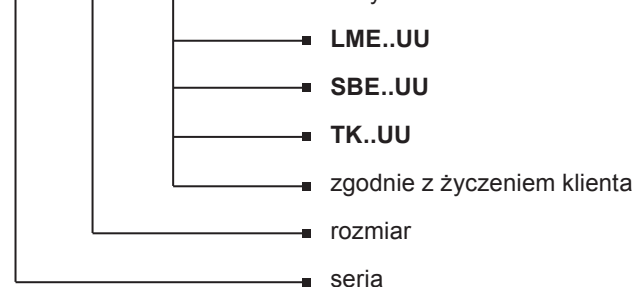 LME..UU
SBE..UU
TK..UU
zgodnie z życzeniem klienta
rozmiar
seria